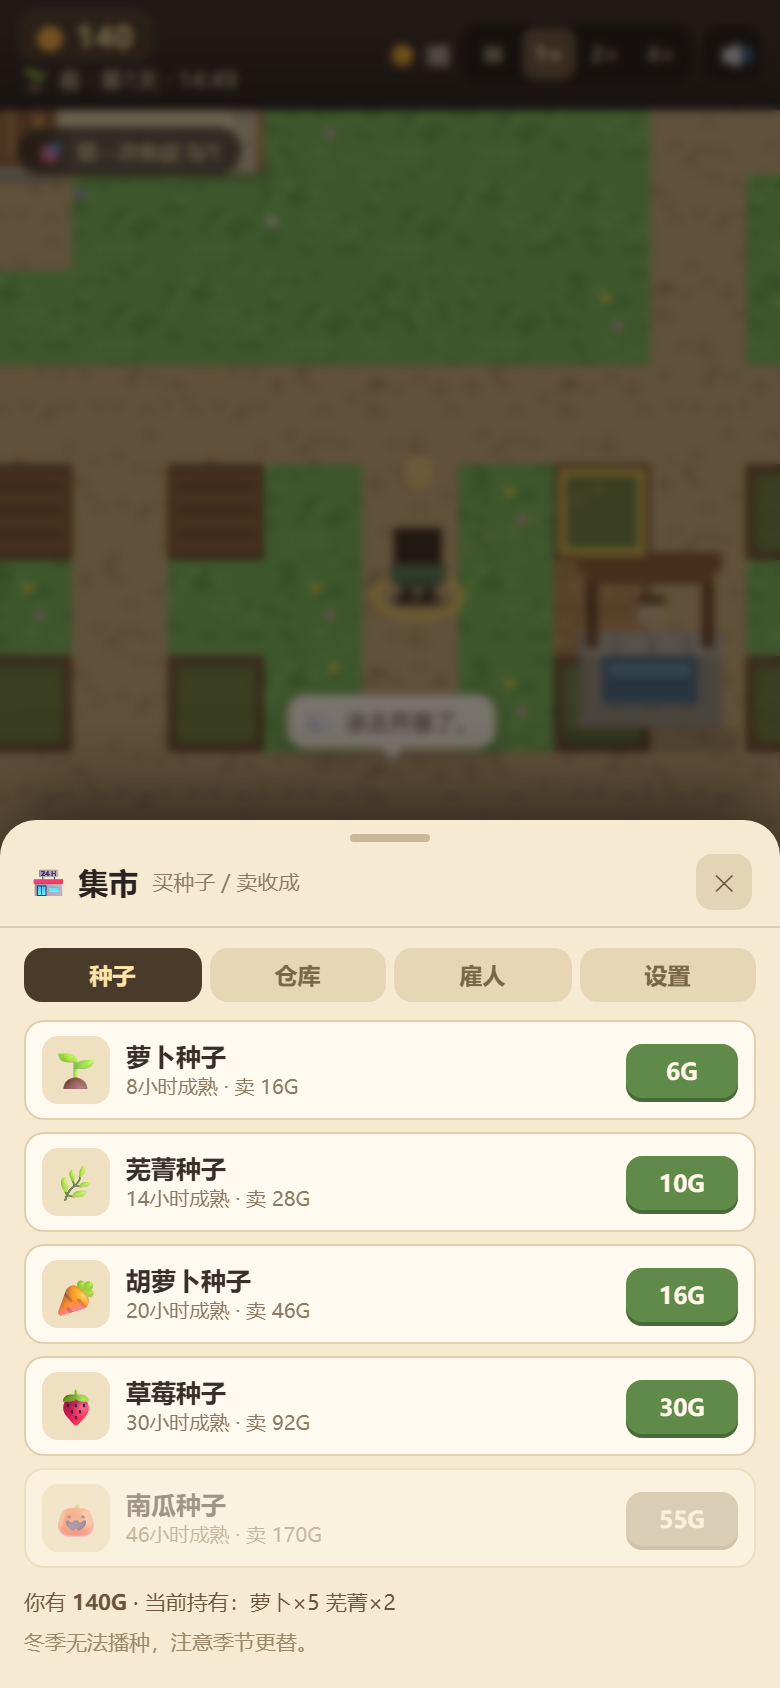 140
1×
2×
4×
集市 买种子 / 卖收成
种子 仓库 雇人 设置
萝卜种子
8小时成熟 · 卖 16G
6G
芜菁种子
14小时成熟 · 卖 28G
10G
胡萝卜种子
20小时成熟 · 卖 46G
16G
草莓种子
30小时成熟 · 卖 92G
30G
南瓜种子
46小时成熟 · 卖 170G
55G
你有 140G · 当前持有：萝卜×5 芜菁×2
冬季无法播种，注意季节更替。